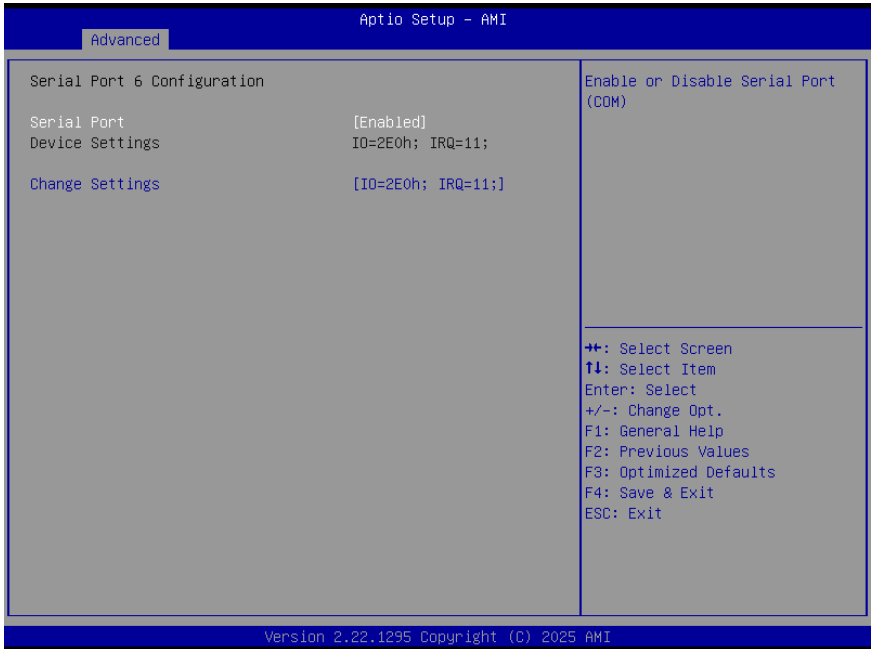 Aptio Setup – AMI
Advanced
Serial Port 6 Configuration
Serial Port [Enabled]
Device Settings IO=2E0h; IRQ=11;
Change Settings [IO=2E0h; IRQ=11;]
Enable or Disable Serial Port
(COM)
→←: Select Screen
↑↓: Select Item
Enter: Select
+/-: Change Opt.
F1: General Help
F2: Previous Values
F3: Optimized Defaults
F4: Save & Exit
ESC: Exit
Version 2.22.1295 Copyright (C) 2025 AMI